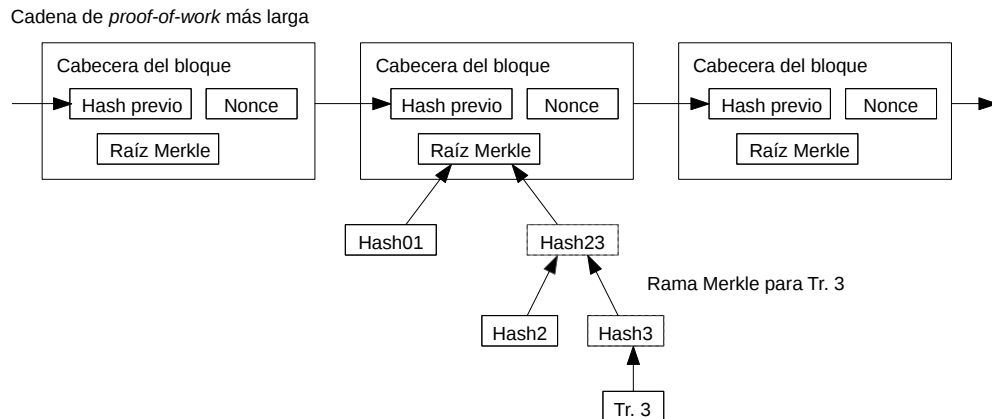 Cadena de proof-of-work más larga
Cabecera del bloque Cabecera del bloque Cabecera del bloque
Hash previo Nonce Hash previo Nonce Hash previo Nonce
Raíz Merkle Raíz Merkle Raíz Merkle
Hash01 Hash23
Rama Merkle para Tr. 3
Hash2 Hash3
Tr. 3